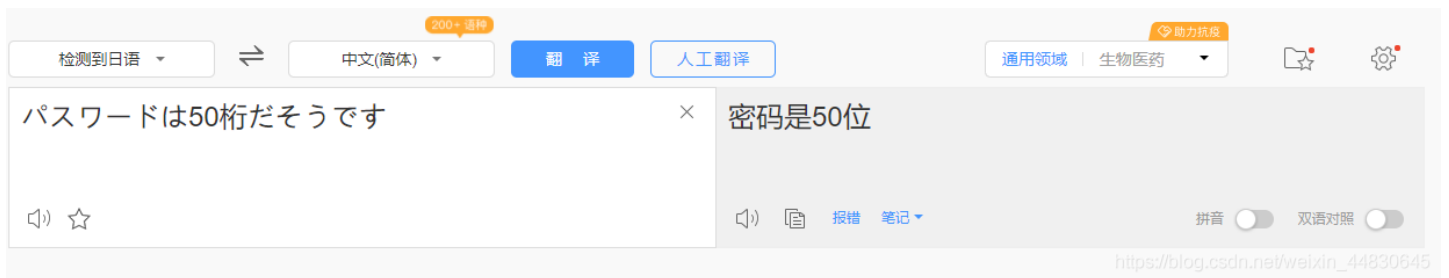 200+ 语种
助力抗疫
检测到日语 中文(简体) 翻 译 人工翻译 通用领域 生物医药
パスワードは50桁だそうです
密码是50位
报错 笔记 拼音 双语对照
https://blog.csdn.net/weixin_44830645